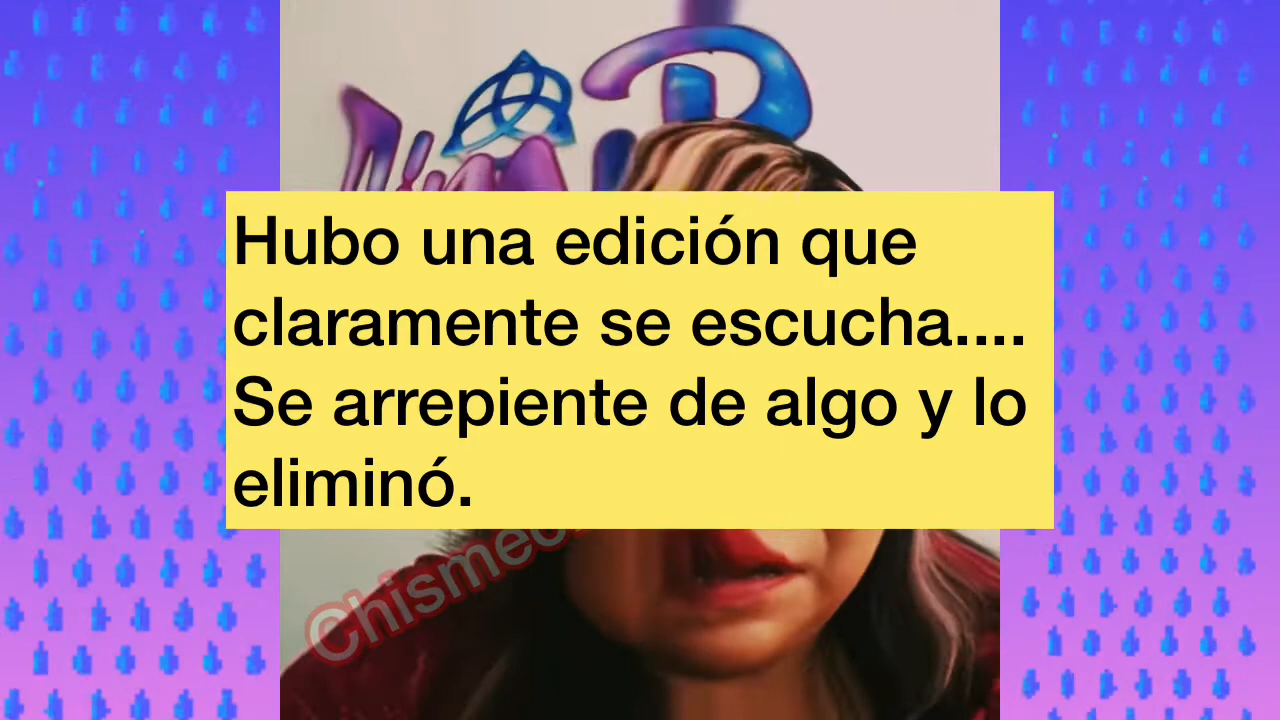 Hubo una edición que
claramente se escucha....
Se arrepiente de algo y lo
eliminó.